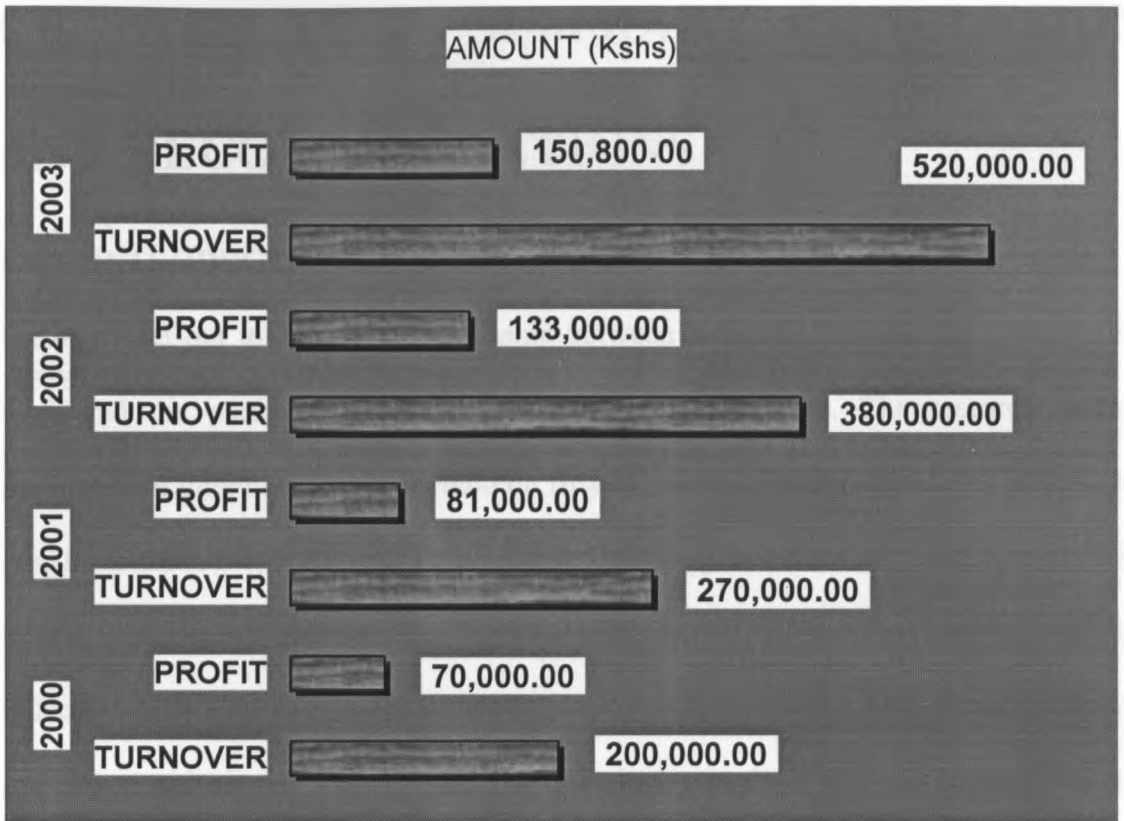 AMOUNT (Kshs)
2003
PROFIT 150,800.00
TURNOVER 520,000.00
2002
PROFIT 133,000.00
TURNOVER 380,000.00
2001
PROFIT 81,000.00
TURNOVER 270,000.00
2000
PROFIT 70,000.00
TURNOVER 200,000.00